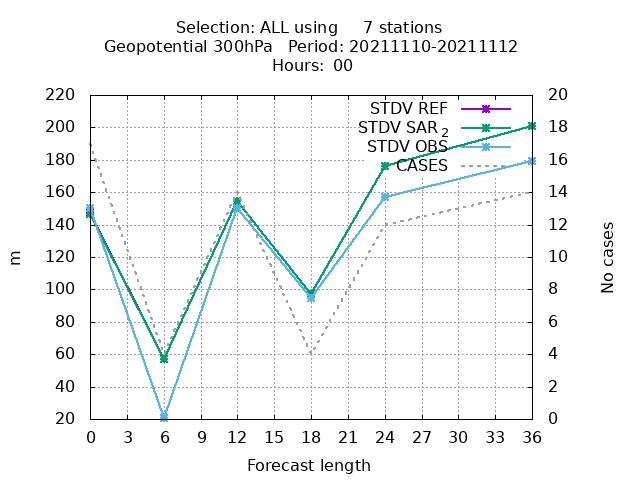 Selection: ALL using     7 stations
Geopotential 300hPa   Period: 20211110-20211112
Hours:  00
220
200
180
160
140
120
100
80
60
40
20
20
18
16
14
12
10
8
6
4
2
0
STDV REF
STDV SAR 2
STDV OBS
CASES
m
No cases
0 3 6 9 12 15 18 21 24 27 30 33 36
Forecast length